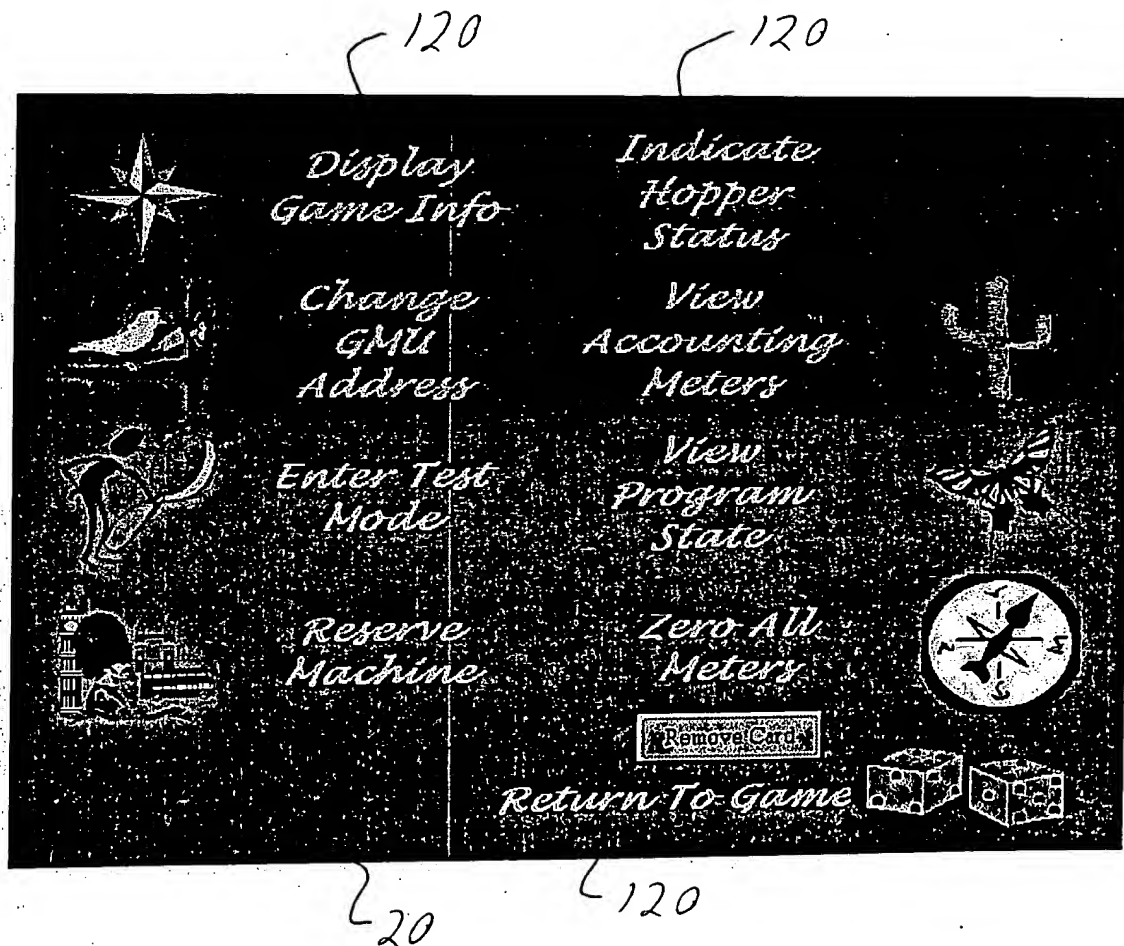 120 120
Display
Game Info
Indicate
Hopper
Status
Change
GMU
Address
View
Accounting
Meters
Enter Test
Mode
View
Program
State
Reserve
Machine
Zero All
Meters
Remove Card
Return To Game
20 120